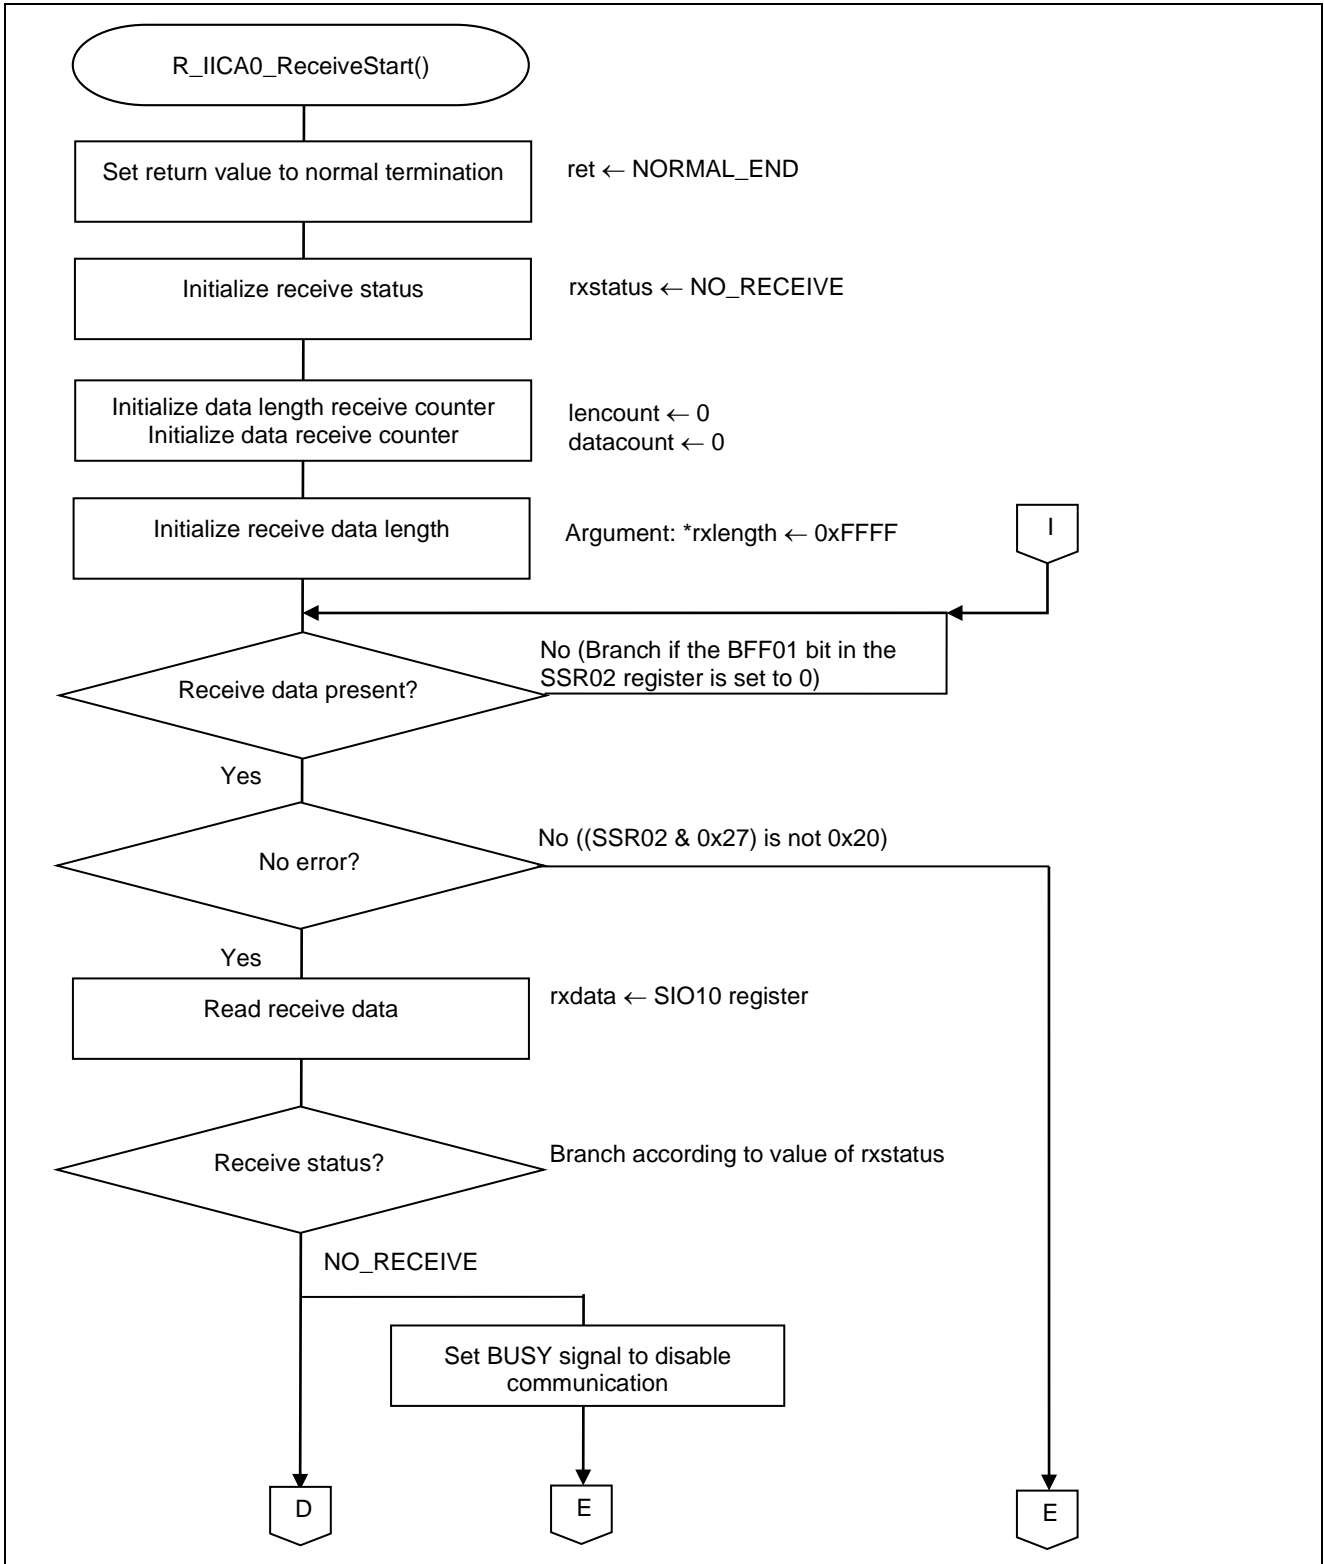 R_IICA0_ReceiveStart()
Set return value to normal termination
ret ← NORMAL_END
Initialize receive status
rxstatus ← NO_RECEIVE
Initialize data length receive counter
Initialize data receive counter
lencount ← 0
datacount ← 0
Initialize receive data length
Argument: *rxlength ← 0xFFFF
I
No (Branch if the BFF01 bit in the
SSR02 register is set to 0)
Receive data present?
Yes
No ((SSR02 & 0x27) is not 0x20)
No error?
Yes
Read receive data
rxdata ← SIO10 register
Receive status?
Branch according to value of rxstatus
NO_RECEIVE
Set BUSY signal to disable
communication
D
E
E